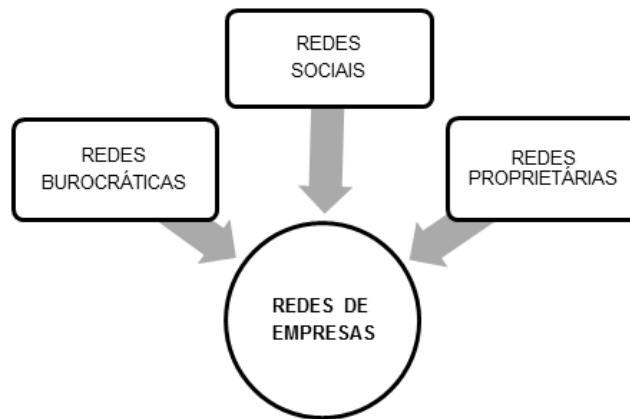 REDES
SOCIAIS
REDES
BUROCRÁTICAS
REDES
PROPRIETÁRIAS
REDES DE
EMPRESAS